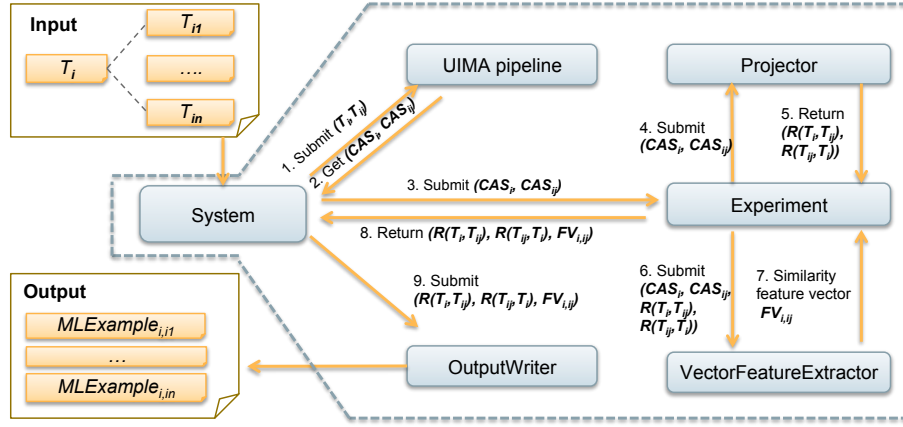 Input
T_i
T_i1
....
T_in
UIMA pipeline
Projector
1. Submit (T_i, T_ij)
2. Get (CAS_i, CAS_ij)
4. Submit
(CAS_i, CAS_ij)
5. Return
(R(T_i,T_ij),
R(T_ij,T_i))
System
3. Submit (CAS_i, CAS_ij)
Experiment
8. Return (R(T_i,T_ij), R(T_ij,T_i), FV_i,ij)
9. Submit
(R(T_i,T_ij), R(T_ij,T_i), FV_i,ij)
6. Submit
(CAS_i, CAS_ij,
R(T_i,T_ij),
R(T_ij,T_i))
7. Similarity
feature vector
FV_i,ij
Output
MLExample_i,i1
...
MLExample_i,in
OutputWriter
VectorFeatureExtractor